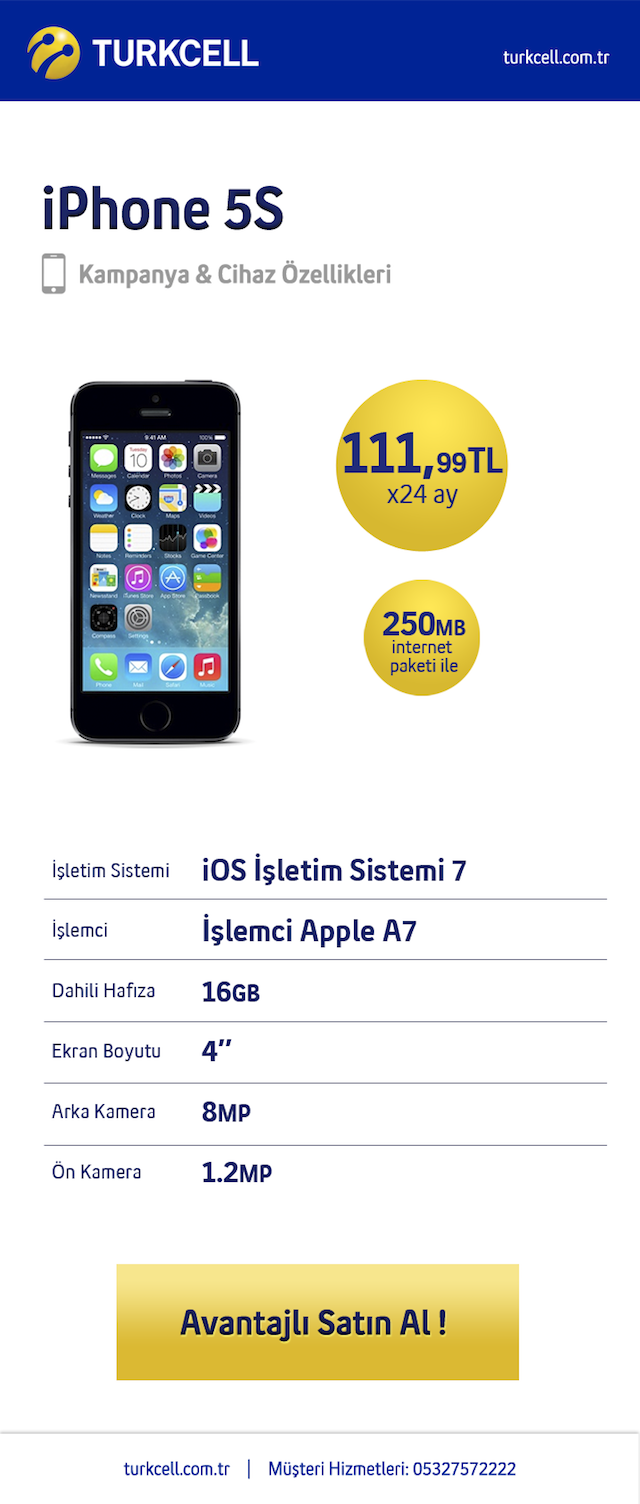 TURKCELL
turkcell.com.tr
iPhone 5S
Kampanya & Cihaz Özellikleri
9:41 AM 100%
Tuesday
10
Messages Calendar Photos Camera
Weather Clock Maps Videos
Notes Reminders Stocks Game Center
Newsstand iTunes Store App Store Passbook
Compass Settings
Phone Mail Safari Music
111,99TL
x24 ay
250MB
internet
paketi ile
İşletim Sistemi iOS İşletim Sistemi 7
İşlemci İşlemci Apple A7
Dahili Hafıza 16GB
Ekran Boyutu 4’’
Arka Kamera 8MP
Ön Kamera 1.2MP
Avantajlı Satın Al !
turkcell.com.tr | Müşteri Hizmetleri: 05327572222